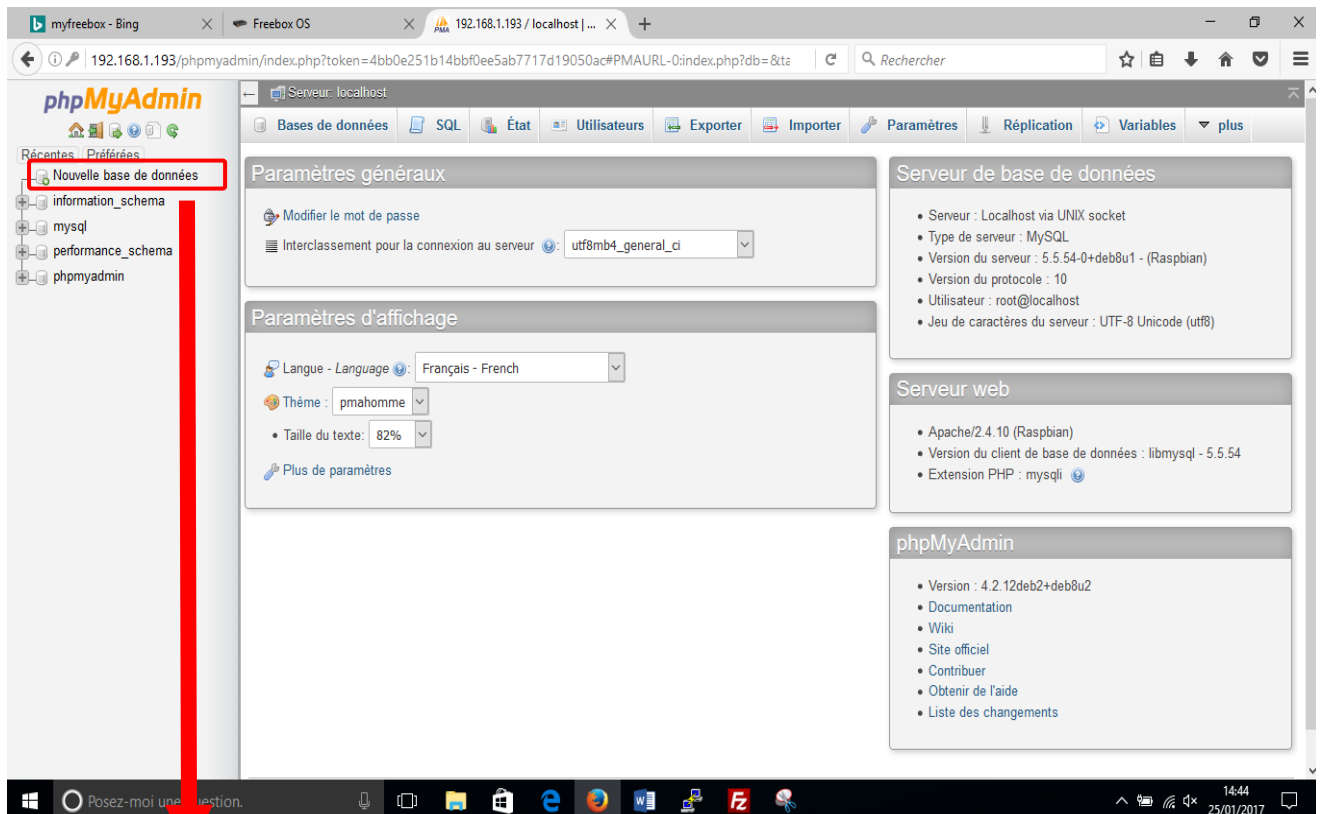 myfreebox - Bing
Freebox OS
192.168.1.193 / localhost | ...
192.168.1.193/phpmyadmin/index.php?token=4bb0e251b14bbf0ee5ab7717d19050ac#PMAURL-0:index.php?db=&ta
Rechercher
phpMyAdmin
Récentes Préférées
Nouvelle base de données
information_schema
mysql
performance_schema
phpmyadmin
Serveur: localhost
Bases de données SQL État Utilisateurs Exporter Importer Paramètres Réplication Variables plus
Paramètres généraux
Modifier le mot de passe
Interclassement pour la connexion au serveur : utf8mb4_general_ci
Paramètres d'affichage
Langue - Language : Français - French
Thème : pmahomme
• Taille du texte: 82%
Plus de paramètres
Serveur de base de données
• Serveur : Localhost via UNIX socket
• Type de serveur : MySQL
• Version du serveur : 5.5.54-0+deb8u1 - (Raspbian)
• Version du protocole : 10
• Utilisateur : root@localhost
• Jeu de caractères du serveur : UTF-8 Unicode (utf8)
Serveur web
• Apache/2.4.10 (Raspbian)
• Version du client de base de données : libmysql - 5.5.54
• Extension PHP : mysqli
phpMyAdmin
• Version : 4.2.12deb2+deb8u2
• Documentation
• Wiki
• Site officiel
• Contribuer
• Obtenir de l'aide
• Liste des changements
Posez-moi une question.
14:44
25/01/2017